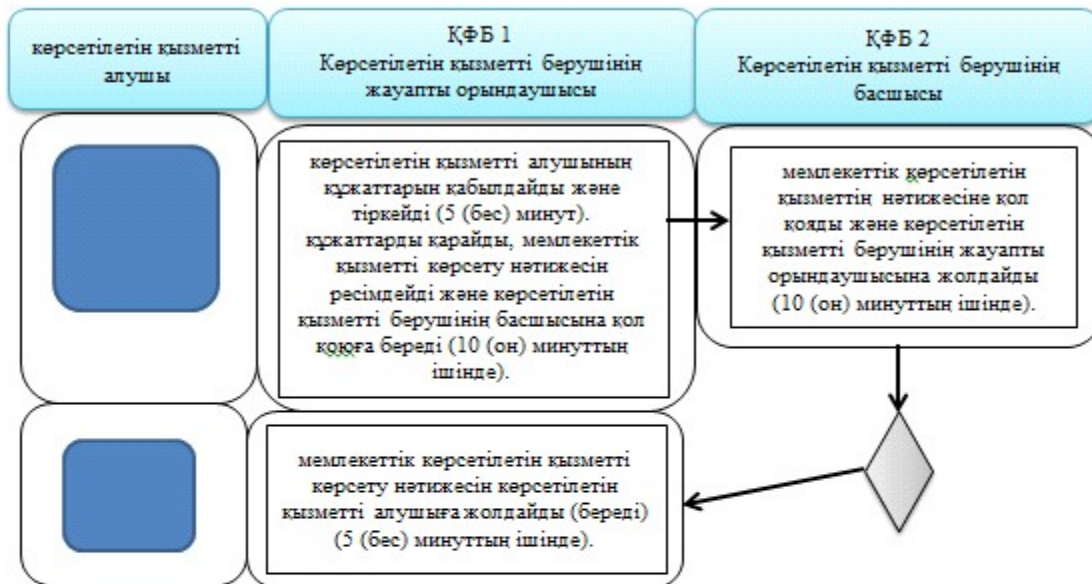 көрсетілетін қызметті
алушы
ҚФБ 1
Көрсетілетін қызметті берушінің
жауапты орындаушысы
ҚФБ 2
Көрсетілетін қызметті берушінің
басшысы
көрсетілетін қызметті алушының
құжаттарын қабылдайды және
тіркейді (5 (бес) минут).
құжаттарды қарайды, мемлекеттік
қызметті көрсету нәтижесін
ресімдейді және көрсетілетін
қызметті берушінің басшысына қол
қоюға береді (10 (он) минуттың
ішінде).
мемлекеттік көрсетілетін
қызметтің нәтижесіне қол
қояды және көрсетілетін
қызметті берушінің жауапты
орындаушысына жолдайды
(10 (он) минуттың ішінде).
мемлекеттік көрсетілетін қызметті
көрсету нәтижесін көрсетілетін
қызметті алушыға жолдайды (береді)
(5 (бес) минуттың ішінде).